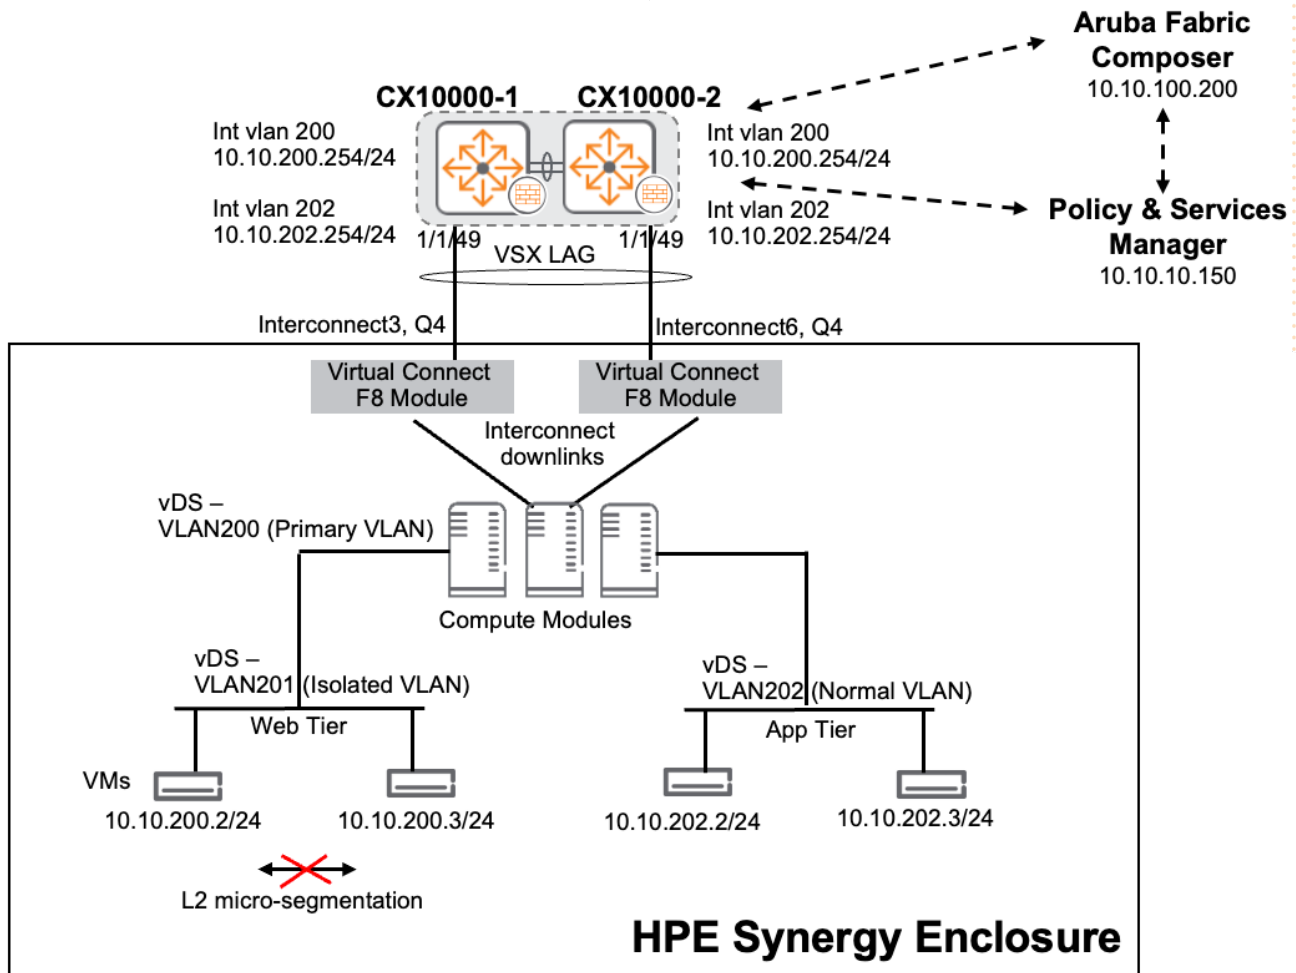 Aruba Fabric
Composer
10.10.100.200
CX10000-1
CX10000-2
Int vlan 200
10.10.200.254/24
Int vlan 200
10.10.200.254/24
Int vlan 202
10.10.202.254/24
Int vlan 202
10.10.202.254/24
Policy & Services
Manager
10.10.10.150
1/1/49
1/1/49
VSX LAG
Interconnect3, Q4
Interconnect6, Q4
Virtual Connect
F8 Module
Virtual Connect
F8 Module
Interconnect
downlinks
vDS –
VLAN200 (Primary VLAN)
Compute Modules
vDS –
VLAN201 (Isolated VLAN)
Web Tier
vDS –
VLAN202 (Normal VLAN)
App Tier
VMs
10.10.200.2/24
10.10.200.3/24
10.10.202.2/24
10.10.202.3/24
L2 micro-segmentation
HPE Synergy Enclosure